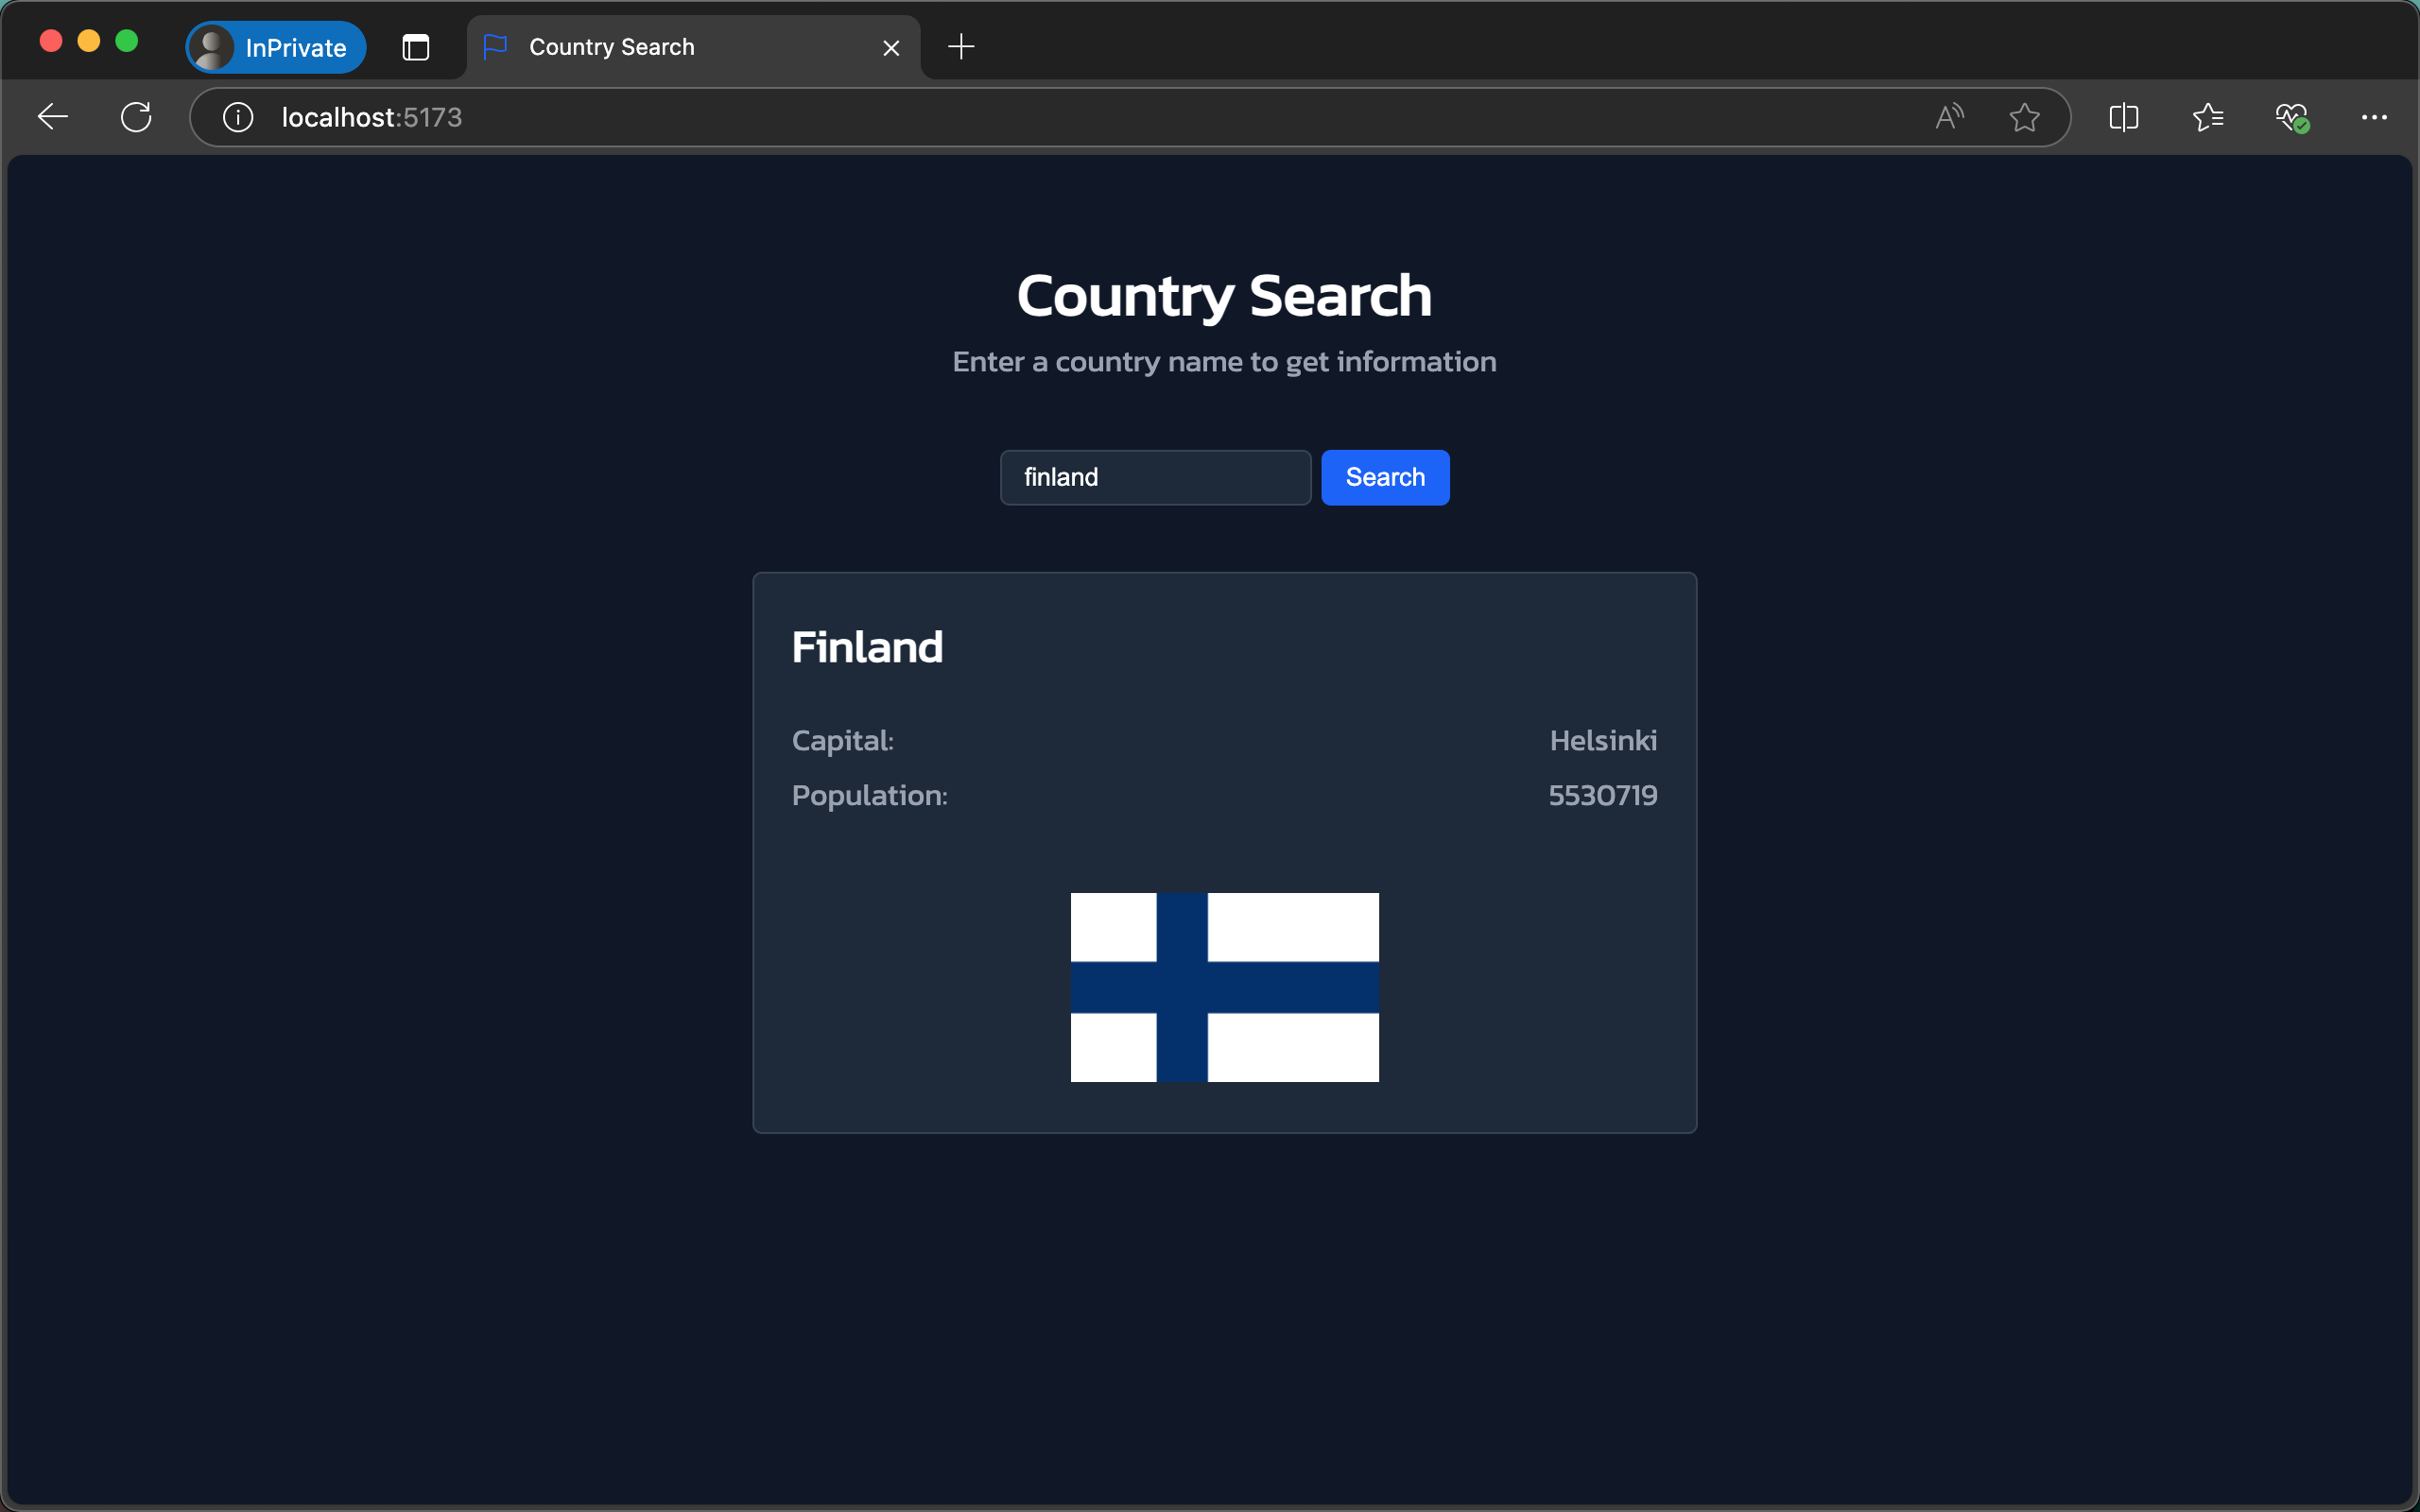 InPrivate
Country Search
localhost:5173
Country Search
Enter a country name to get information
finland
Search
Finland
Capital: Helsinki
Population: 5530719